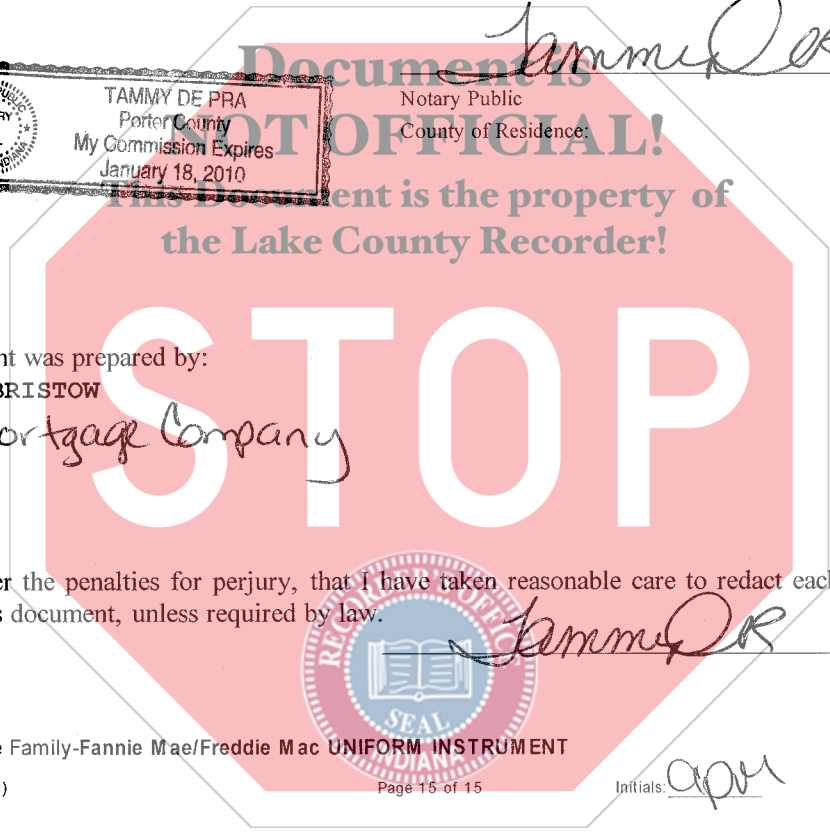 Document is
NOT OFFICIAL!
This Document is the property of
the Lake County Recorder!
STOP
TAMMY DE PRA
Porter County
My Commission Expires
January 18, 2010
INDIANA
Notary Public
County of Residence:
nt was prepared by:
BRISTOW
ortgage Company
er the penalties for perjury, that I have taken reasonable care to redact each
s document, unless required by law.
RECORDER'S OFFICE
SEAL
INDIANA
e Family-Fannie Mae/Freddie Mac UNIFORM INSTRUMENT
)
Page 15 of 15
Initials: